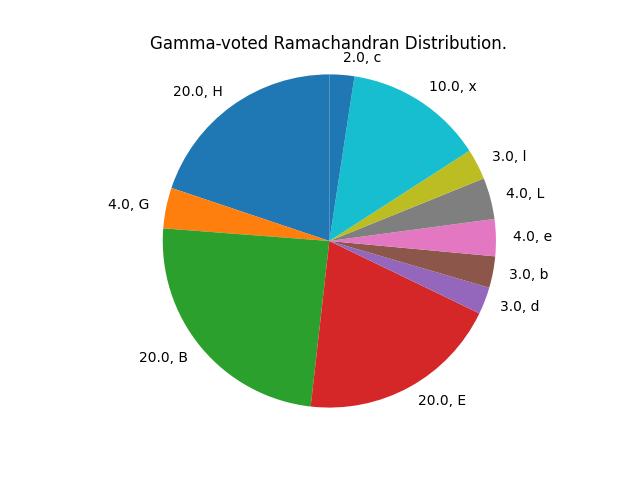 Gamma-voted Ramachandran Distribution.
2.0, c
20.0, H
10.0, x
3.0, l
4.0, L
4.0, G
4.0, e
3.0, b
3.0, d
20.0, B
20.0, E